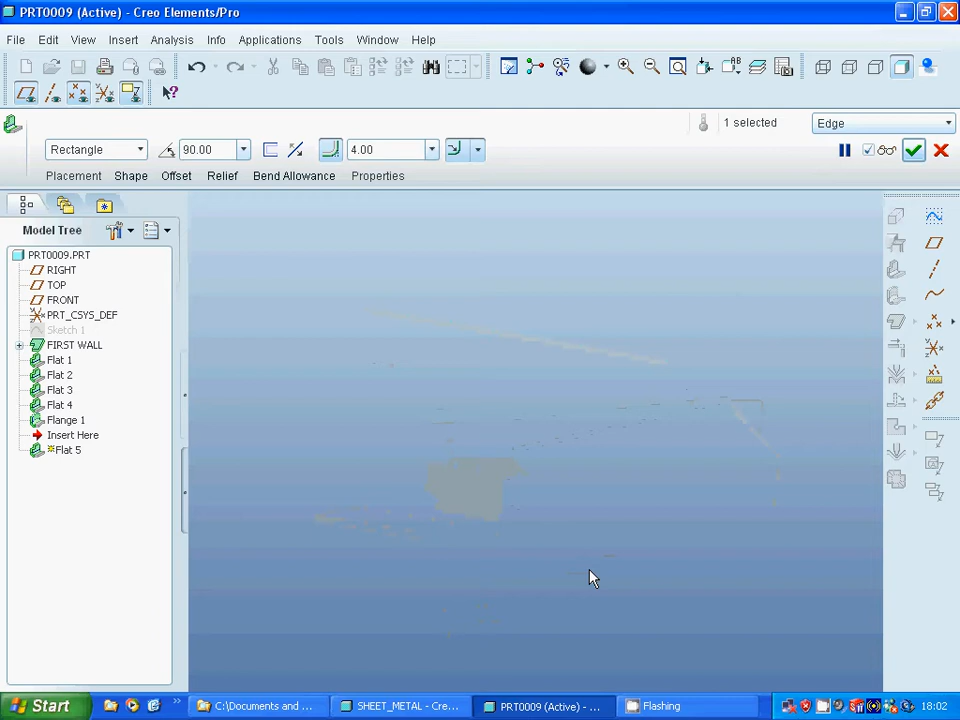 PRT0009 (Active) - Creo Elements/Pro
File Edit View Insert Analysis Info Applications Tools Window Help
1 selected Edge
Rectangle 90.00 4.00
Placement Shape Offset Relief Bend Allowance Properties
Model Tree
PRT0009.PRT
RIGHT
TOP
FRONT
PRT_CSYS_DEF
Sketch 1
FIRST WALL
Flat 1
Flat 2
Flat 3
Flat 4
Flange 1
Insert Here
Flat 5
Start C:\Documents and ... SHEET_METAL - Cre... PRT0009 (Active) - ... Flashing 18:02